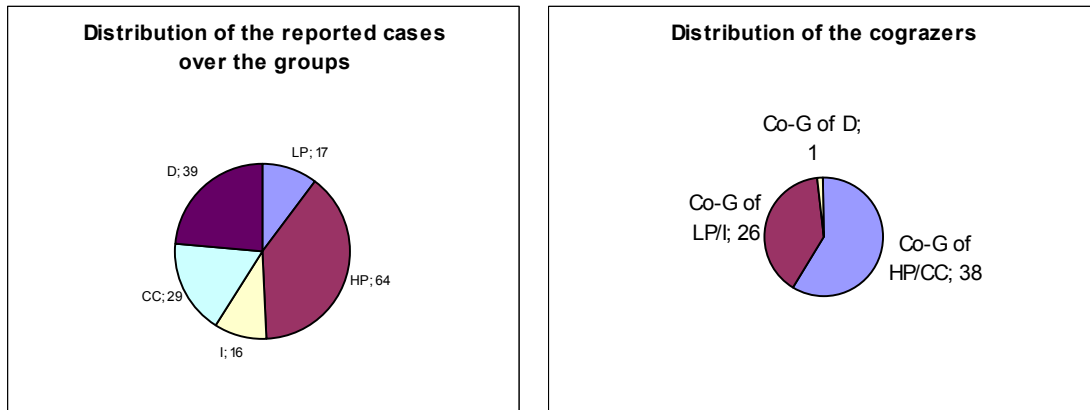 Distribution of the reported cases
over the groups
LP; 17
D; 39
HP; 64
CC; 29
I; 16
Distribution of the cograzers
Co-G of D;
1
Co-G of
LP/I; 26
Co-G of
HP/CC; 38